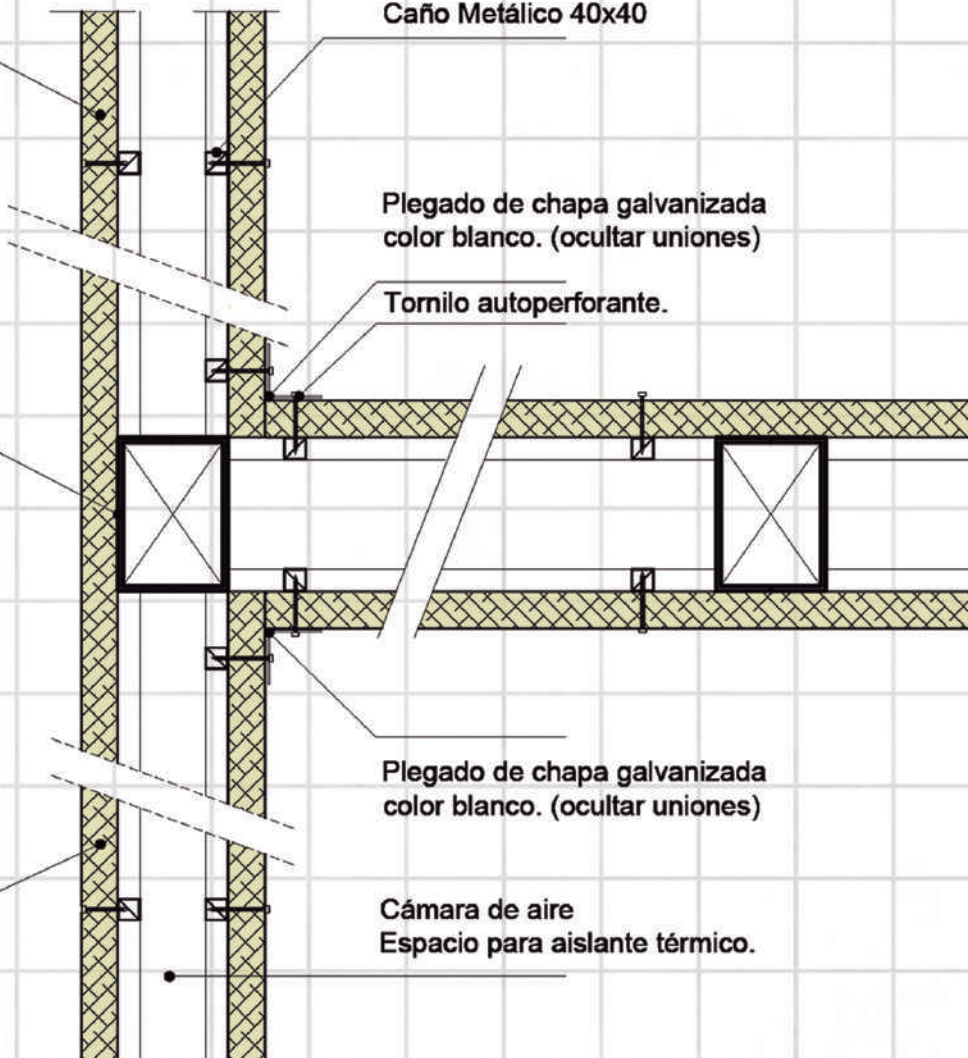 Caño Metálico 40x40
Plegado de chapa galvanizada
color blanco. (ocultar uniones)
Tornilo autoperforante.
Plegado de chapa galvanizada
color blanco. (ocultar uniones)
Cámara de aire
Espacio para aislante térmico.